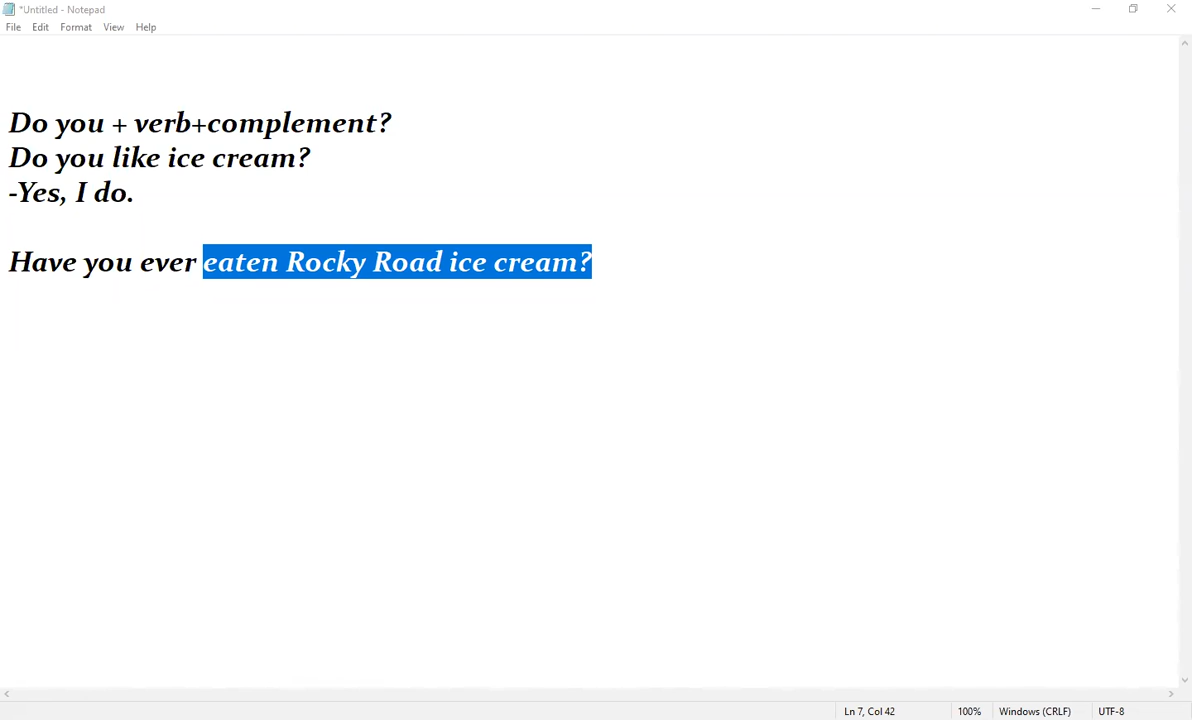 *Untitled - Notepad
File Edit Format View Help
Do you + verb+complement?
Do you like ice cream?
-Yes, I do.
Have you ever eaten Rocky Road ice cream?
Ln 7, Col 42 100% Windows (CRLF) UTF-8